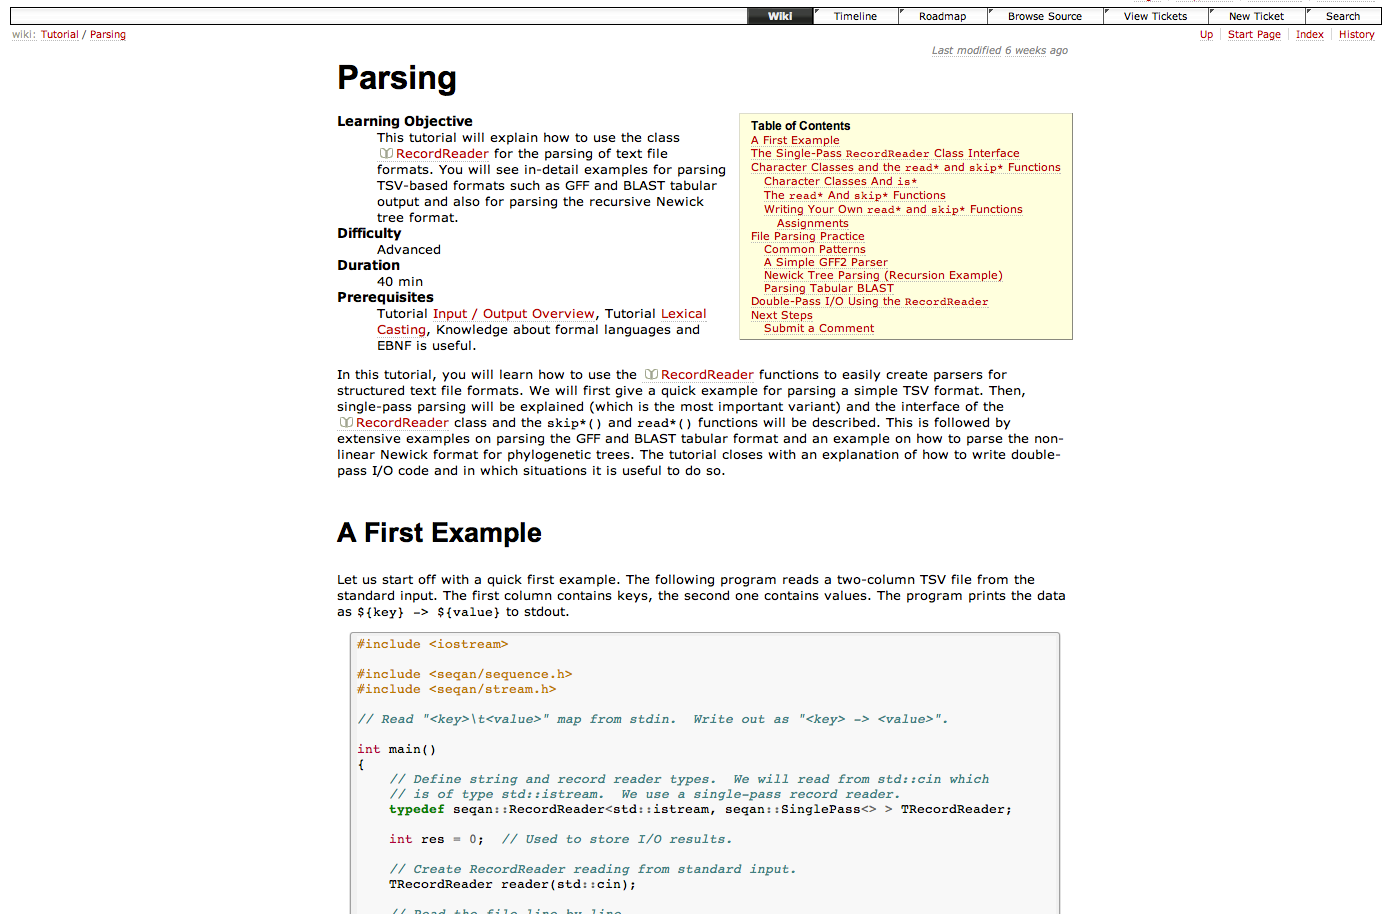 Wiki Timeline Roadmap Browse Source View Tickets New Ticket Search
wiki: Tutorial / Parsing
Up Start Page Index History
Last modified 6 weeks ago
Parsing
Learning Objective
This tutorial will explain how to use the class
RecordReader for the parsing of text file
formats. You will see in-detail examples for parsing
TSV-based formats such as GFF and BLAST tabular
output and also for parsing the recursive Newick
tree format.
Difficulty
Advanced
Duration
40 min
Prerequisites
Tutorial Input / Output Overview, Tutorial Lexical
Casting, Knowledge about formal languages and
EBNF is useful.
Table of Contents
A First Example
The Single-Pass RecordReader Class Interface
Character Classes and the read* and skip* Functions
Character Classes And is*
The read* And skip* Functions
Writing Your Own read* and skip* Functions
Assignments
File Parsing Practice
Common Patterns
A Simple GFF2 Parser
Newick Tree Parsing (Recursion Example)
Parsing Tabular BLAST
Double-Pass I/O Using the RecordReader
Next Steps
Submit a Comment
In this tutorial, you will learn how to use the RecordReader functions to easily create parsers for
structured text file formats. We will first give a quick example for parsing a simple TSV format. Then,
single-pass parsing will be explained (which is the most important variant) and the interface of the
RecordReader class and the skip*() and read*() functions will be described. This is followed by
extensive examples on parsing the GFF and BLAST tabular format and an example on how to parse the non-
linear Newick format for phylogenetic trees. The tutorial closes with an explanation of how to write double-
pass I/O code and in which situations it is useful to do so.
A First Example
Let us start off with a quick first example. The following program reads a two-column TSV file from the
standard input. The first column contains keys, the second one contains values. The program prints the data
as ${key} -> ${value} to stdout.
#include <iostream>
#include <seqan/sequence.h>
#include <seqan/stream.h>
// Read "<key>\t<value>" map from stdin.  Write out as "<key> -> <value>".
int main()
{
// Define string and record reader types.  We will read from std::cin which
// is of type std::istream.  We use a single-pass record reader.
typedef seqan::RecordReader<std::istream, seqan::SinglePass<> > TRecordReader;
int res = 0;  // Used to store I/O results.
// Create RecordReader reading from standard input.
TRecordReader reader(std::cin);
// Read the file line by line.